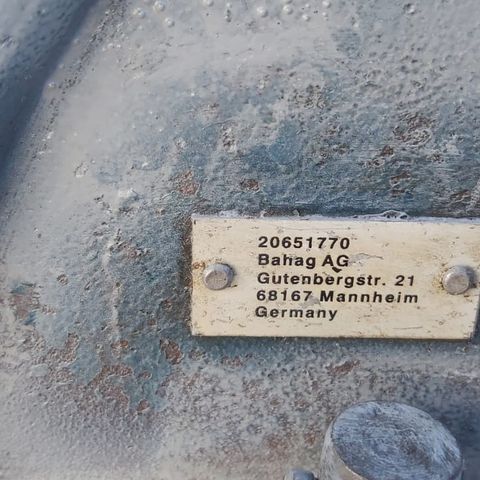 20651770
Bahag AG
Gutenbergstr. 21
68167 Mannheim
Germany